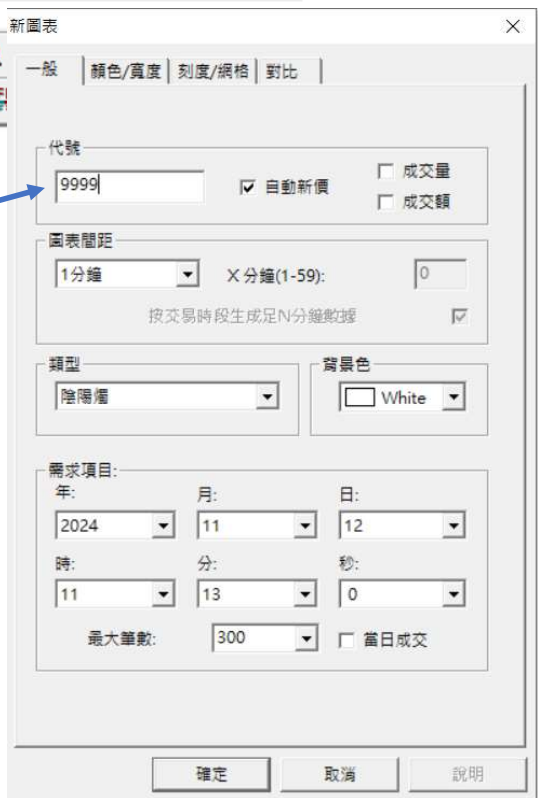 新圖表
一般 顏色/寬度 刻度/網格 對比
代號
9999 自動新價 成交量
成交額
圖表間距
1分鐘 X 分鐘(1-59): 0
按交易時段生成足N分鐘數據
類型 背景色
陰陽燭 White
需求項目:
年: 月: 日:
2024 11 12
時: 分: 秒:
11 13 0
最大筆數: 300 當日成交
確定 取消 說明